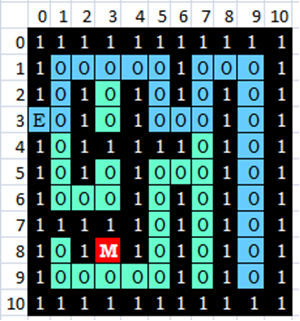 0 1 2 3 4 5 6 7 8 9 10
0 1 1 1 1 1 1 1 1 1 1 1
1 1 0 0 0 0 0 1 0 0 0 1
2 1 0 1 0 1 0 1 0 1 0 1
3 E 0 1 0 1 0 0 0 1 0 1
4 1 0 1 1 1 1 1 0 1 0 1
5 1 0 1 0 1 0 0 0 1 0 1
6 1 0 0 0 1 0 1 0 1 0 1
7 1 1 1 1 1 0 1 0 1 0 1
8 1 0 1 M 1 0 1 0 1 0 1
9 1 0 0 0 0 0 1 0 1 0 1
10 1 1 1 1 1 1 1 1 1 1 1